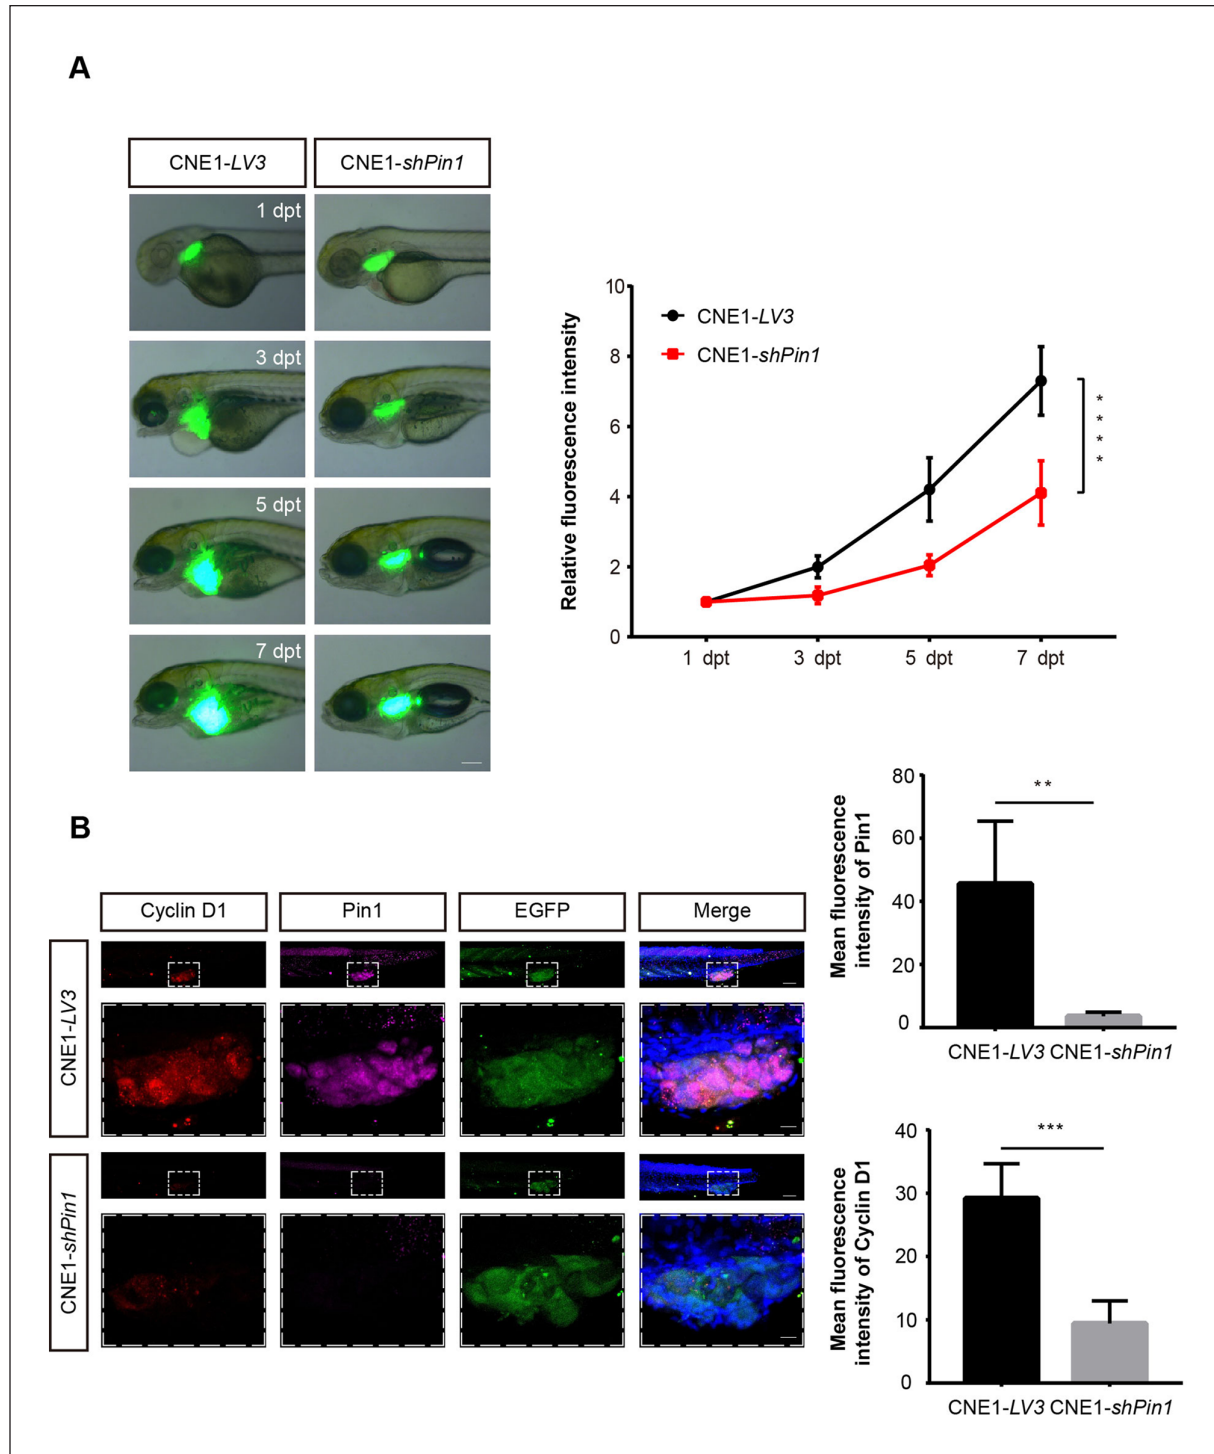 A
CNE1-LV3
CNE1-shPin1
1 dpt
3 dpt
5 dpt
7 dpt
Relative fluorescence intensity
10
8
6
4
2
0
CNE1-LV3
CNE1-shPin1
****
1 dpt
3 dpt
5 dpt
7 dpt
B
Cyclin D1
Pin1
EGFP
Merge
CNE1-LV3
CNE1-shPin1
Mean fluorescence
intensity of Pin1
80
60
40
20
0
**
CNE1-LV3 CNE1-shPin1
Mean fluorescence
intensity of Cyclin D1
40
30
20
10
0
***
CNE1-LV3 CNE1-shPin1